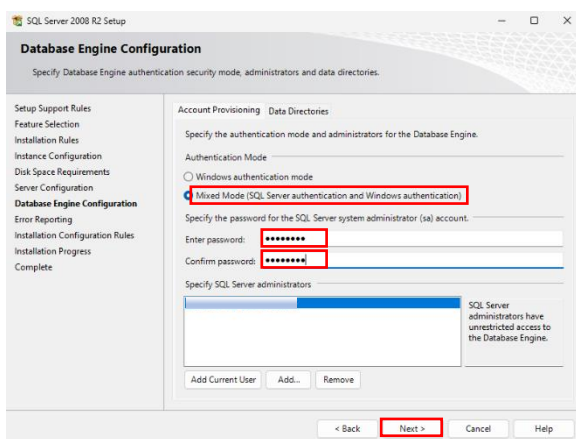 SQL Server 2008 R2 Setup
Database Engine Configuration
Specify Database Engine authentication security mode, administrators and data directories.
Setup Support Rules
Feature Selection
Installation Rules
Instance Configuration
Disk Space Requirements
Server Configuration
Database Engine Configuration
Error Reporting
Installation Configuration Rules
Installation Progress
Complete
Account Provisioning Data Directories
Specify the authentication mode and administrators for the Database Engine.
Authentication Mode
Windows authentication mode
Mixed Mode (SQL Server authentication and Windows authentication)
Specify the password for the SQL Server system administrator (sa) account.
Enter password: ●●●●●●●●
Confirm password: ●●●●●●●●
Specify SQL Server administrators
SQL Server
administrators have
unrestricted access to
the Database Engine.
Add Current User Add... Remove
< Back Next > Cancel Help